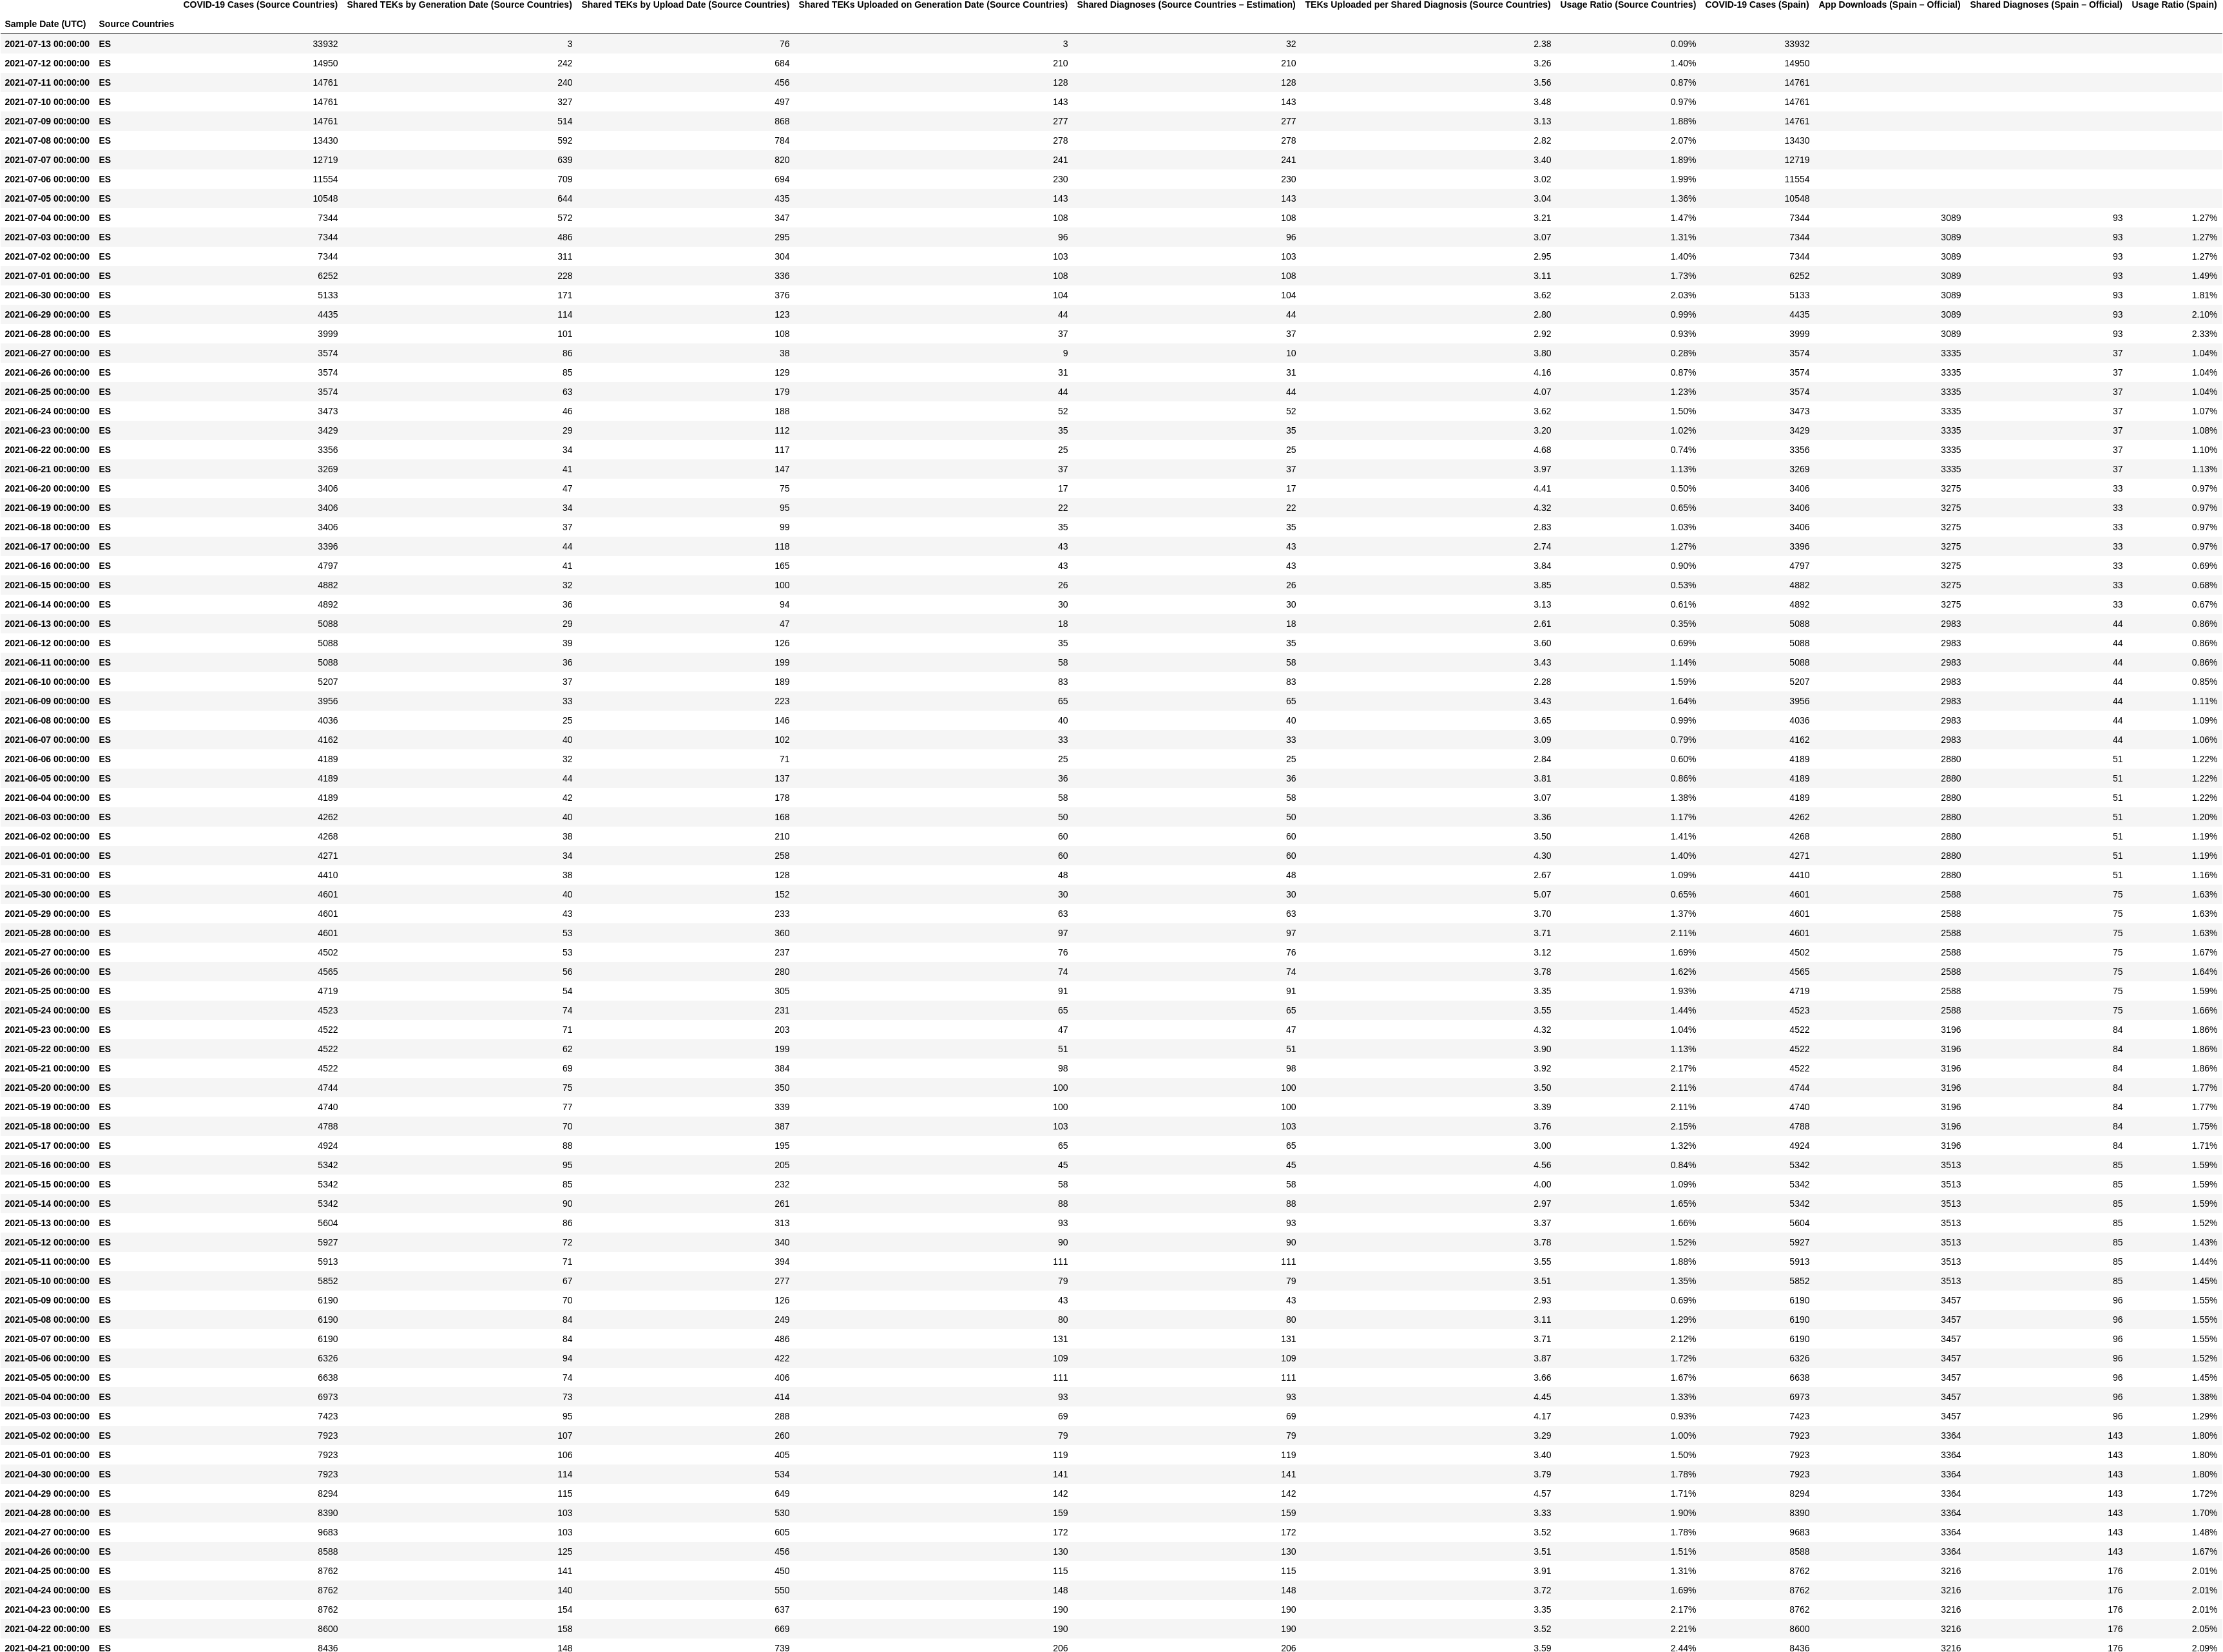 COVID-19 Cases (Source Countries) Shared TEKs by Generation Date (Source Countries) Shared TEKs by Upload Date (Source Countries) Shared TEKs Uploaded on Generation Date (Source Countries) Shared Diagnoses (Source Countries – Estimation) TEKs Uploaded per Shared Diagnosis (Source Countries) Usage Ratio (Source Countries) COVID-19 Cases (Spain) App Downloads (Spain – Official) Shared Diagnoses (Spain – Official) Usage Ratio (Spain)
Sample Date (UTC) Source Countries
2021-07-13 00:00:00 ES 33932 3 76 3 32 2.38 0.09% 33932
2021-07-12 00:00:00 ES 14950 242 684 210 210 3.26 1.40% 14950
2021-07-11 00:00:00 ES 14761 240 456 128 128 3.56 0.87% 14761
2021-07-10 00:00:00 ES 14761 327 497 143 143 3.48 0.97% 14761
2021-07-09 00:00:00 ES 14761 514 868 277 277 3.13 1.88% 14761
2021-07-08 00:00:00 ES 13430 592 784 278 278 2.82 2.07% 13430
2021-07-07 00:00:00 ES 12719 639 820 241 241 3.40 1.89% 12719
2021-07-06 00:00:00 ES 11554 709 694 230 230 3.02 1.99% 11554
2021-07-05 00:00:00 ES 10548 644 435 143 143 3.04 1.36% 10548
2021-07-04 00:00:00 ES 7344 572 347 108 108 3.21 1.47% 7344 3089 93 1.27%
2021-07-03 00:00:00 ES 7344 486 295 96 96 3.07 1.31% 7344 3089 93 1.27%
2021-07-02 00:00:00 ES 7344 311 304 103 103 2.95 1.40% 7344 3089 93 1.27%
2021-07-01 00:00:00 ES 6252 228 336 108 108 3.11 1.73% 6252 3089 93 1.49%
2021-06-30 00:00:00 ES 5133 171 376 104 104 3.62 2.03% 5133 3089 93 1.81%
2021-06-29 00:00:00 ES 4435 114 123 44 44 2.80 0.99% 4435 3089 93 2.10%
2021-06-28 00:00:00 ES 3999 101 108 37 37 2.92 0.93% 3999 3089 93 2.33%
2021-06-27 00:00:00 ES 3574 86 38 9 10 3.80 0.28% 3574 3335 37 1.04%
2021-06-26 00:00:00 ES 3574 85 129 31 31 4.16 0.87% 3574 3335 37 1.04%
2021-06-25 00:00:00 ES 3574 63 179 44 44 4.07 1.23% 3574 3335 37 1.04%
2021-06-24 00:00:00 ES 3473 46 188 52 52 3.62 1.50% 3473 3335 37 1.07%
2021-06-23 00:00:00 ES 3429 29 112 35 35 3.20 1.02% 3429 3335 37 1.08%
2021-06-22 00:00:00 ES 3356 34 117 25 25 4.68 0.74% 3356 3335 37 1.10%
2021-06-21 00:00:00 ES 3269 41 147 37 37 3.97 1.13% 3269 3335 37 1.13%
2021-06-20 00:00:00 ES 3406 47 75 17 17 4.41 0.50% 3406 3275 33 0.97%
2021-06-19 00:00:00 ES 3406 34 95 22 22 4.32 0.65% 3406 3275 33 0.97%
2021-06-18 00:00:00 ES 3406 37 99 35 35 2.83 1.03% 3406 3275 33 0.97%
2021-06-17 00:00:00 ES 3396 44 118 43 43 2.74 1.27% 3396 3275 33 0.97%
2021-06-16 00:00:00 ES 4797 41 165 43 43 3.84 0.90% 4797 3275 33 0.69%
2021-06-15 00:00:00 ES 4882 32 100 26 26 3.85 0.53% 4882 3275 33 0.68%
2021-06-14 00:00:00 ES 4892 36 94 30 30 3.13 0.61% 4892 3275 33 0.67%
2021-06-13 00:00:00 ES 5088 29 47 18 18 2.61 0.35% 5088 2983 44 0.86%
2021-06-12 00:00:00 ES 5088 39 126 35 35 3.60 0.69% 5088 2983 44 0.86%
2021-06-11 00:00:00 ES 5088 36 199 58 58 3.43 1.14% 5088 2983 44 0.86%
2021-06-10 00:00:00 ES 5207 37 189 83 83 2.28 1.59% 5207 2983 44 0.85%
2021-06-09 00:00:00 ES 3956 33 223 65 65 3.43 1.64% 3956 2983 44 1.11%
2021-06-08 00:00:00 ES 4036 25 146 40 40 3.65 0.99% 4036 2983 44 1.09%
2021-06-07 00:00:00 ES 4162 40 102 33 33 3.09 0.79% 4162 2983 44 1.06%
2021-06-06 00:00:00 ES 4189 32 71 25 25 2.84 0.60% 4189 2880 51 1.22%
2021-06-05 00:00:00 ES 4189 44 137 36 36 3.81 0.86% 4189 2880 51 1.22%
2021-06-04 00:00:00 ES 4189 42 178 58 58 3.07 1.38% 4189 2880 51 1.22%
2021-06-03 00:00:00 ES 4262 40 168 50 50 3.36 1.17% 4262 2880 51 1.20%
2021-06-02 00:00:00 ES 4268 38 210 60 60 3.50 1.41% 4268 2880 51 1.19%
2021-06-01 00:00:00 ES 4271 34 258 60 60 4.30 1.40% 4271 2880 51 1.19%
2021-05-31 00:00:00 ES 4410 38 128 48 48 2.67 1.09% 4410 2880 51 1.16%
2021-05-30 00:00:00 ES 4601 40 152 30 30 5.07 0.65% 4601 2588 75 1.63%
2021-05-29 00:00:00 ES 4601 43 233 63 63 3.70 1.37% 4601 2588 75 1.63%
2021-05-28 00:00:00 ES 4601 53 360 97 97 3.71 2.11% 4601 2588 75 1.63%
2021-05-27 00:00:00 ES 4502 53 237 76 76 3.12 1.69% 4502 2588 75 1.67%
2021-05-26 00:00:00 ES 4565 56 280 74 74 3.78 1.62% 4565 2588 75 1.64%
2021-05-25 00:00:00 ES 4719 54 305 91 91 3.35 1.93% 4719 2588 75 1.59%
2021-05-24 00:00:00 ES 4523 74 231 65 65 3.55 1.44% 4523 2588 75 1.66%
2021-05-23 00:00:00 ES 4522 71 203 47 47 4.32 1.04% 4522 3196 84 1.86%
2021-05-22 00:00:00 ES 4522 62 199 51 51 3.90 1.13% 4522 3196 84 1.86%
2021-05-21 00:00:00 ES 4522 69 384 98 98 3.92 2.17% 4522 3196 84 1.86%
2021-05-20 00:00:00 ES 4744 75 350 100 100 3.50 2.11% 4744 3196 84 1.77%
2021-05-19 00:00:00 ES 4740 77 339 100 100 3.39 2.11% 4740 3196 84 1.77%
2021-05-18 00:00:00 ES 4788 70 387 103 103 3.76 2.15% 4788 3196 84 1.75%
2021-05-17 00:00:00 ES 4924 88 195 65 65 3.00 1.32% 4924 3196 84 1.71%
2021-05-16 00:00:00 ES 5342 95 205 45 45 4.56 0.84% 5342 3513 85 1.59%
2021-05-15 00:00:00 ES 5342 85 232 58 58 4.00 1.09% 5342 3513 85 1.59%
2021-05-14 00:00:00 ES 5342 90 261 88 88 2.97 1.65% 5342 3513 85 1.59%
2021-05-13 00:00:00 ES 5604 86 313 93 93 3.37 1.66% 5604 3513 85 1.52%
2021-05-12 00:00:00 ES 5927 72 340 90 90 3.78 1.52% 5927 3513 85 1.43%
2021-05-11 00:00:00 ES 5913 71 394 111 111 3.55 1.88% 5913 3513 85 1.44%
2021-05-10 00:00:00 ES 5852 67 277 79 79 3.51 1.35% 5852 3513 85 1.45%
2021-05-09 00:00:00 ES 6190 70 126 43 43 2.93 0.69% 6190 3457 96 1.55%
2021-05-08 00:00:00 ES 6190 84 249 80 80 3.11 1.29% 6190 3457 96 1.55%
2021-05-07 00:00:00 ES 6190 84 486 131 131 3.71 2.12% 6190 3457 96 1.55%
2021-05-06 00:00:00 ES 6326 94 422 109 109 3.87 1.72% 6326 3457 96 1.52%
2021-05-05 00:00:00 ES 6638 74 406 111 111 3.66 1.67% 6638 3457 96 1.45%
2021-05-04 00:00:00 ES 6973 73 414 93 93 4.45 1.33% 6973 3457 96 1.38%
2021-05-03 00:00:00 ES 7423 95 288 69 69 4.17 0.93% 7423 3457 96 1.29%
2021-05-02 00:00:00 ES 7923 107 260 79 79 3.29 1.00% 7923 3364 143 1.80%
2021-05-01 00:00:00 ES 7923 106 405 119 119 3.40 1.50% 7923 3364 143 1.80%
2021-04-30 00:00:00 ES 7923 114 534 141 141 3.79 1.78% 7923 3364 143 1.80%
2021-04-29 00:00:00 ES 8294 115 649 142 142 4.57 1.71% 8294 3364 143 1.72%
2021-04-28 00:00:00 ES 8390 103 530 159 159 3.33 1.90% 8390 3364 143 1.70%
2021-04-27 00:00:00 ES 9683 103 605 172 172 3.52 1.78% 9683 3364 143 1.48%
2021-04-26 00:00:00 ES 8588 125 456 130 130 3.51 1.51% 8588 3364 143 1.67%
2021-04-25 00:00:00 ES 8762 141 450 115 115 3.91 1.31% 8762 3216 176 2.01%
2021-04-24 00:00:00 ES 8762 140 550 148 148 3.72 1.69% 8762 3216 176 2.01%
2021-04-23 00:00:00 ES 8762 154 637 190 190 3.35 2.17% 8762 3216 176 2.01%
2021-04-22 00:00:00 ES 8600 158 669 190 190 3.52 2.21% 8600 3216 176 2.05%
2021-04-21 00:00:00 ES 8436 148 739 206 206 3.59 2.44% 8436 3216 176 2.09%